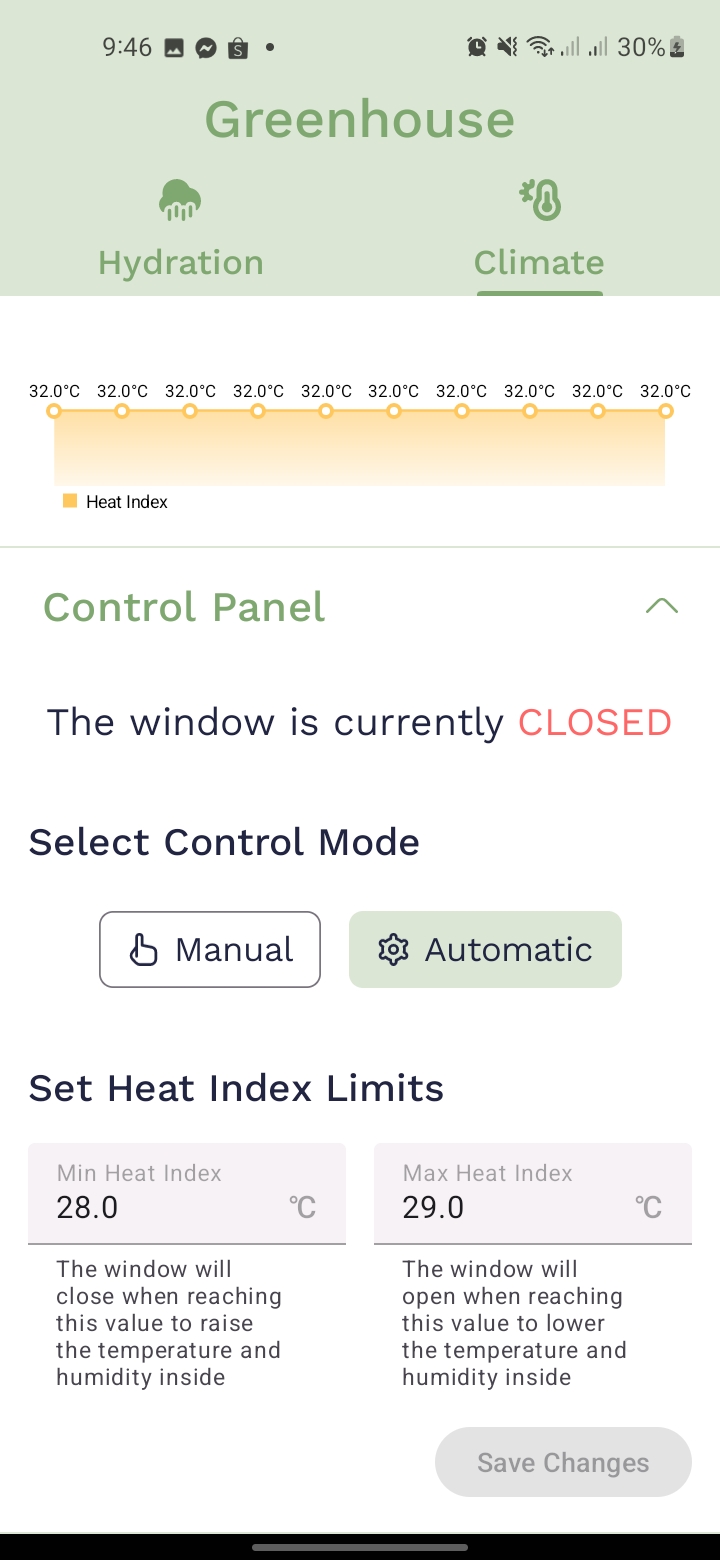 9:46
30%
Greenhouse
Hydration Climate
32.0°C 32.0°C 32.0°C 32.0°C 32.0°C 32.0°C 32.0°C 32.0°C 32.0°C 32.0°C
Heat Index
Control Panel
The window is currently CLOSED
Select Control Mode
Manual Automatic
Set Heat Index Limits
Min Heat Index
28.0 °C
The window will
close when reaching
this value to raise
the temperature and
humidity inside
Max Heat Index
29.0 °C
The window will
open when reaching
this value to lower
the temperature and
humidity inside
Save Changes